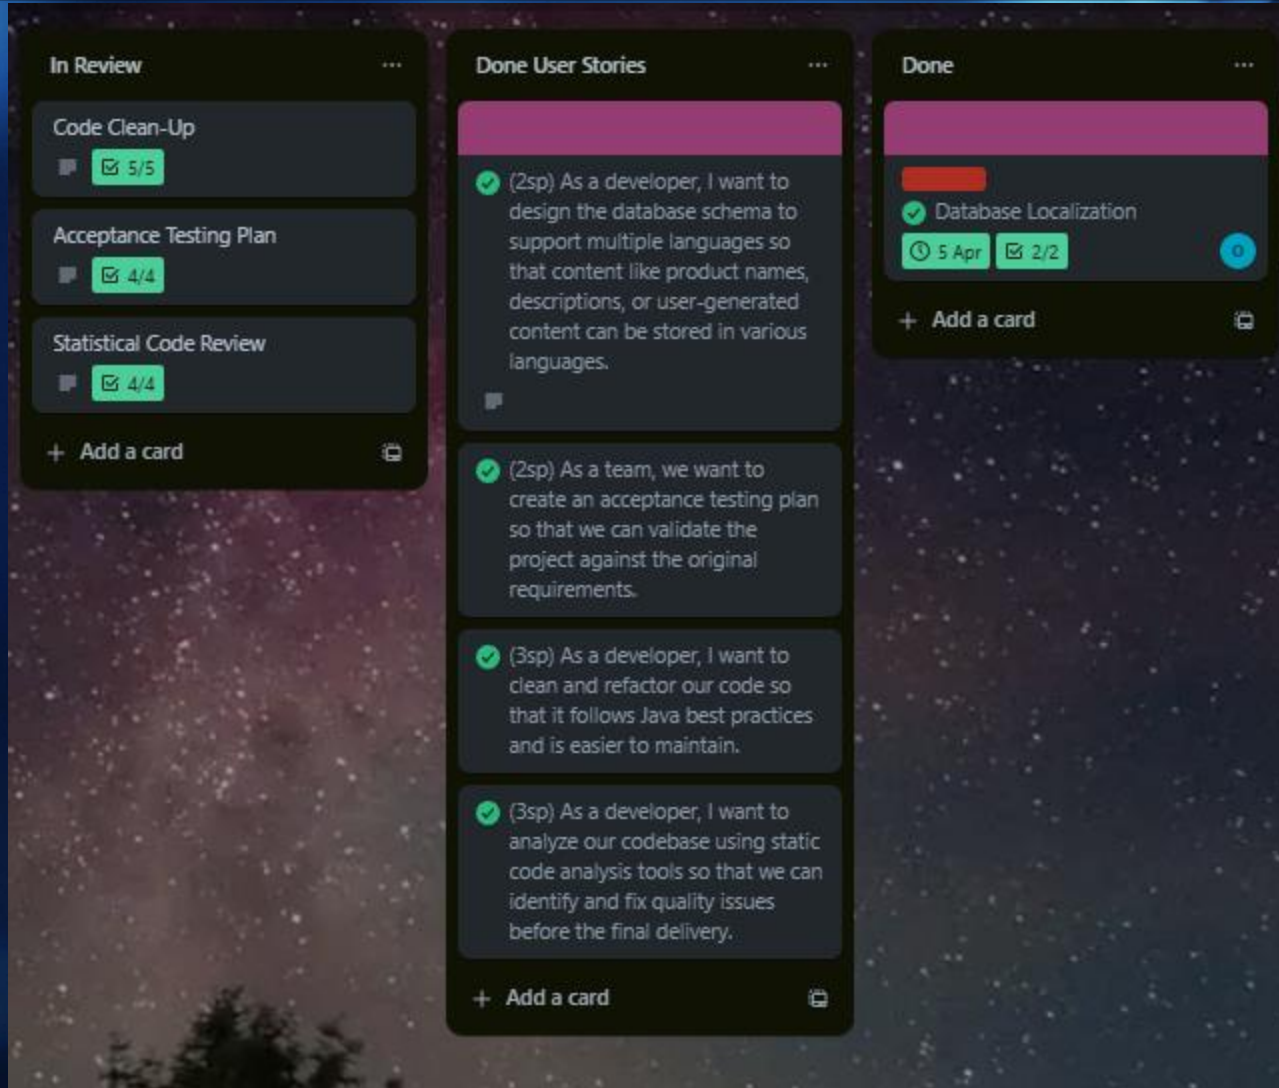 In Review
Code Clean-Up
5/5
Acceptance Testing Plan
4/4
Statistical Code Review
4/4
+ Add a card
Done User Stories
(2sp) As a developer, I want to
design the database schema to
support multiple languages so
that content like product names,
descriptions, or user-generated
content can be stored in various
languages.
(2sp) As a team, we want to
create an acceptance testing plan
so that we can validate the
project against the original
requirements.
(3sp) As a developer, I want to
clean and refactor our code so
that it follows Java best practices
and is easier to maintain.
(3sp) As a developer, I want to
analyze our codebase using static
code analysis tools so that we can
identify and fix quality issues
before the final delivery.
+ Add a card
Done
Database Localization
5 Apr 2/2
O
+ Add a card